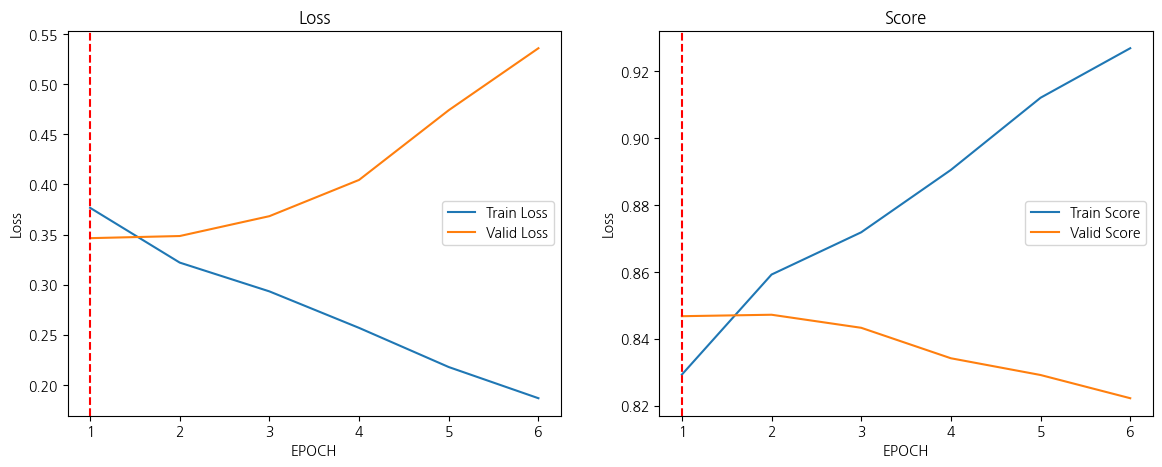 Loss
0.55
0.50
0.45
0.40
0.35
0.30
0.25
0.20
Loss
Train Loss
Valid Loss
1 2 3 4 5 6
EPOCH
Score
0.92
0.90
0.88
0.86
0.84
0.82
Loss
Train Score
Valid Score
1 2 3 4 5 6
EPOCH